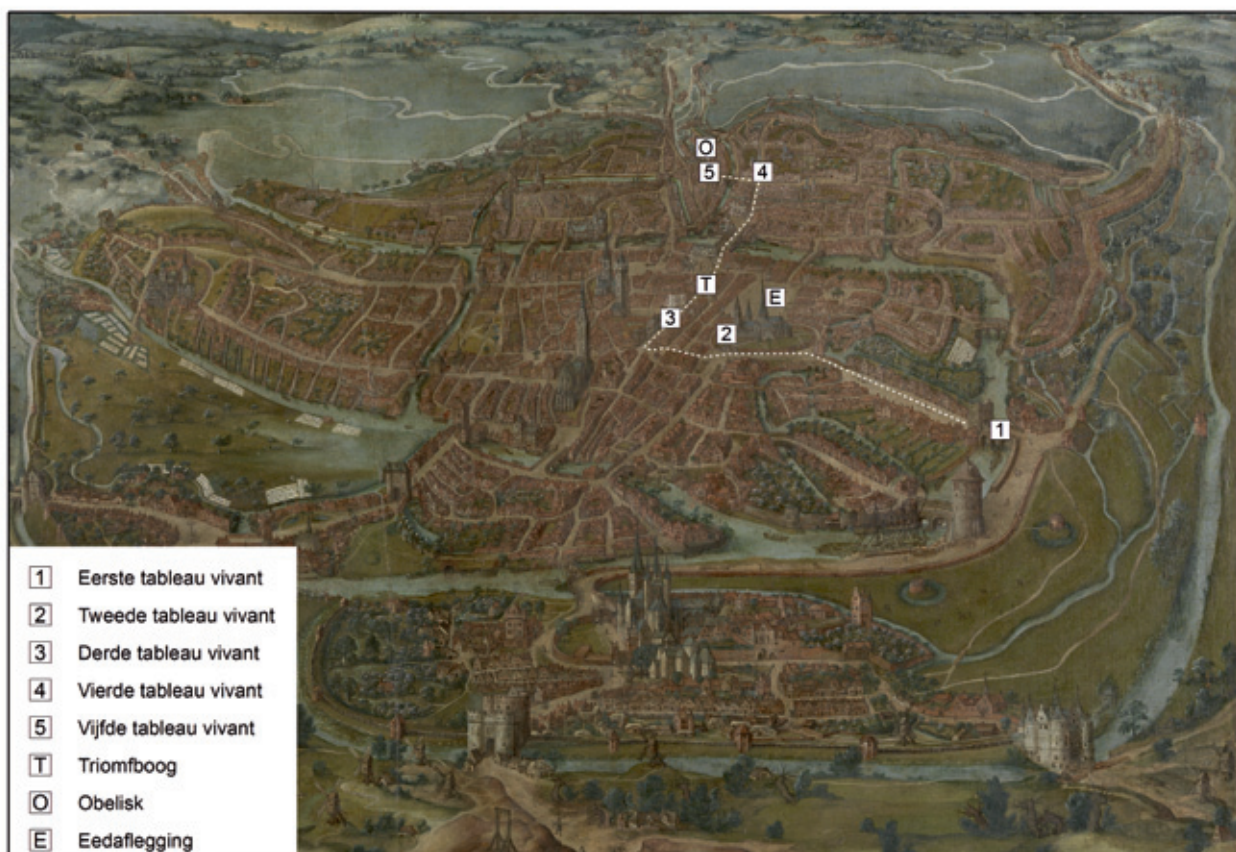 O
5
4
T
E
3
2
1
1 Eerste tableau vivant
2 Tweede tableau vivant
3 Derde tableau vivant
4 Vierde tableau vivant
5 Vijfde tableau vivant
T Triomfboog
O Obelisk
E Eedaflegging